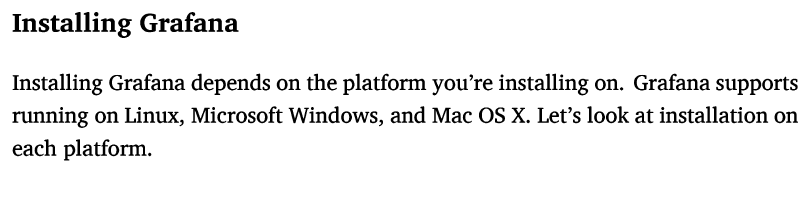 Installing Grafana
Installing Grafana depends on the platform you’re installing on. Grafana supports
running on Linux, Microsoft Windows, and Mac OS X. Let’s look at installation on
each platform.